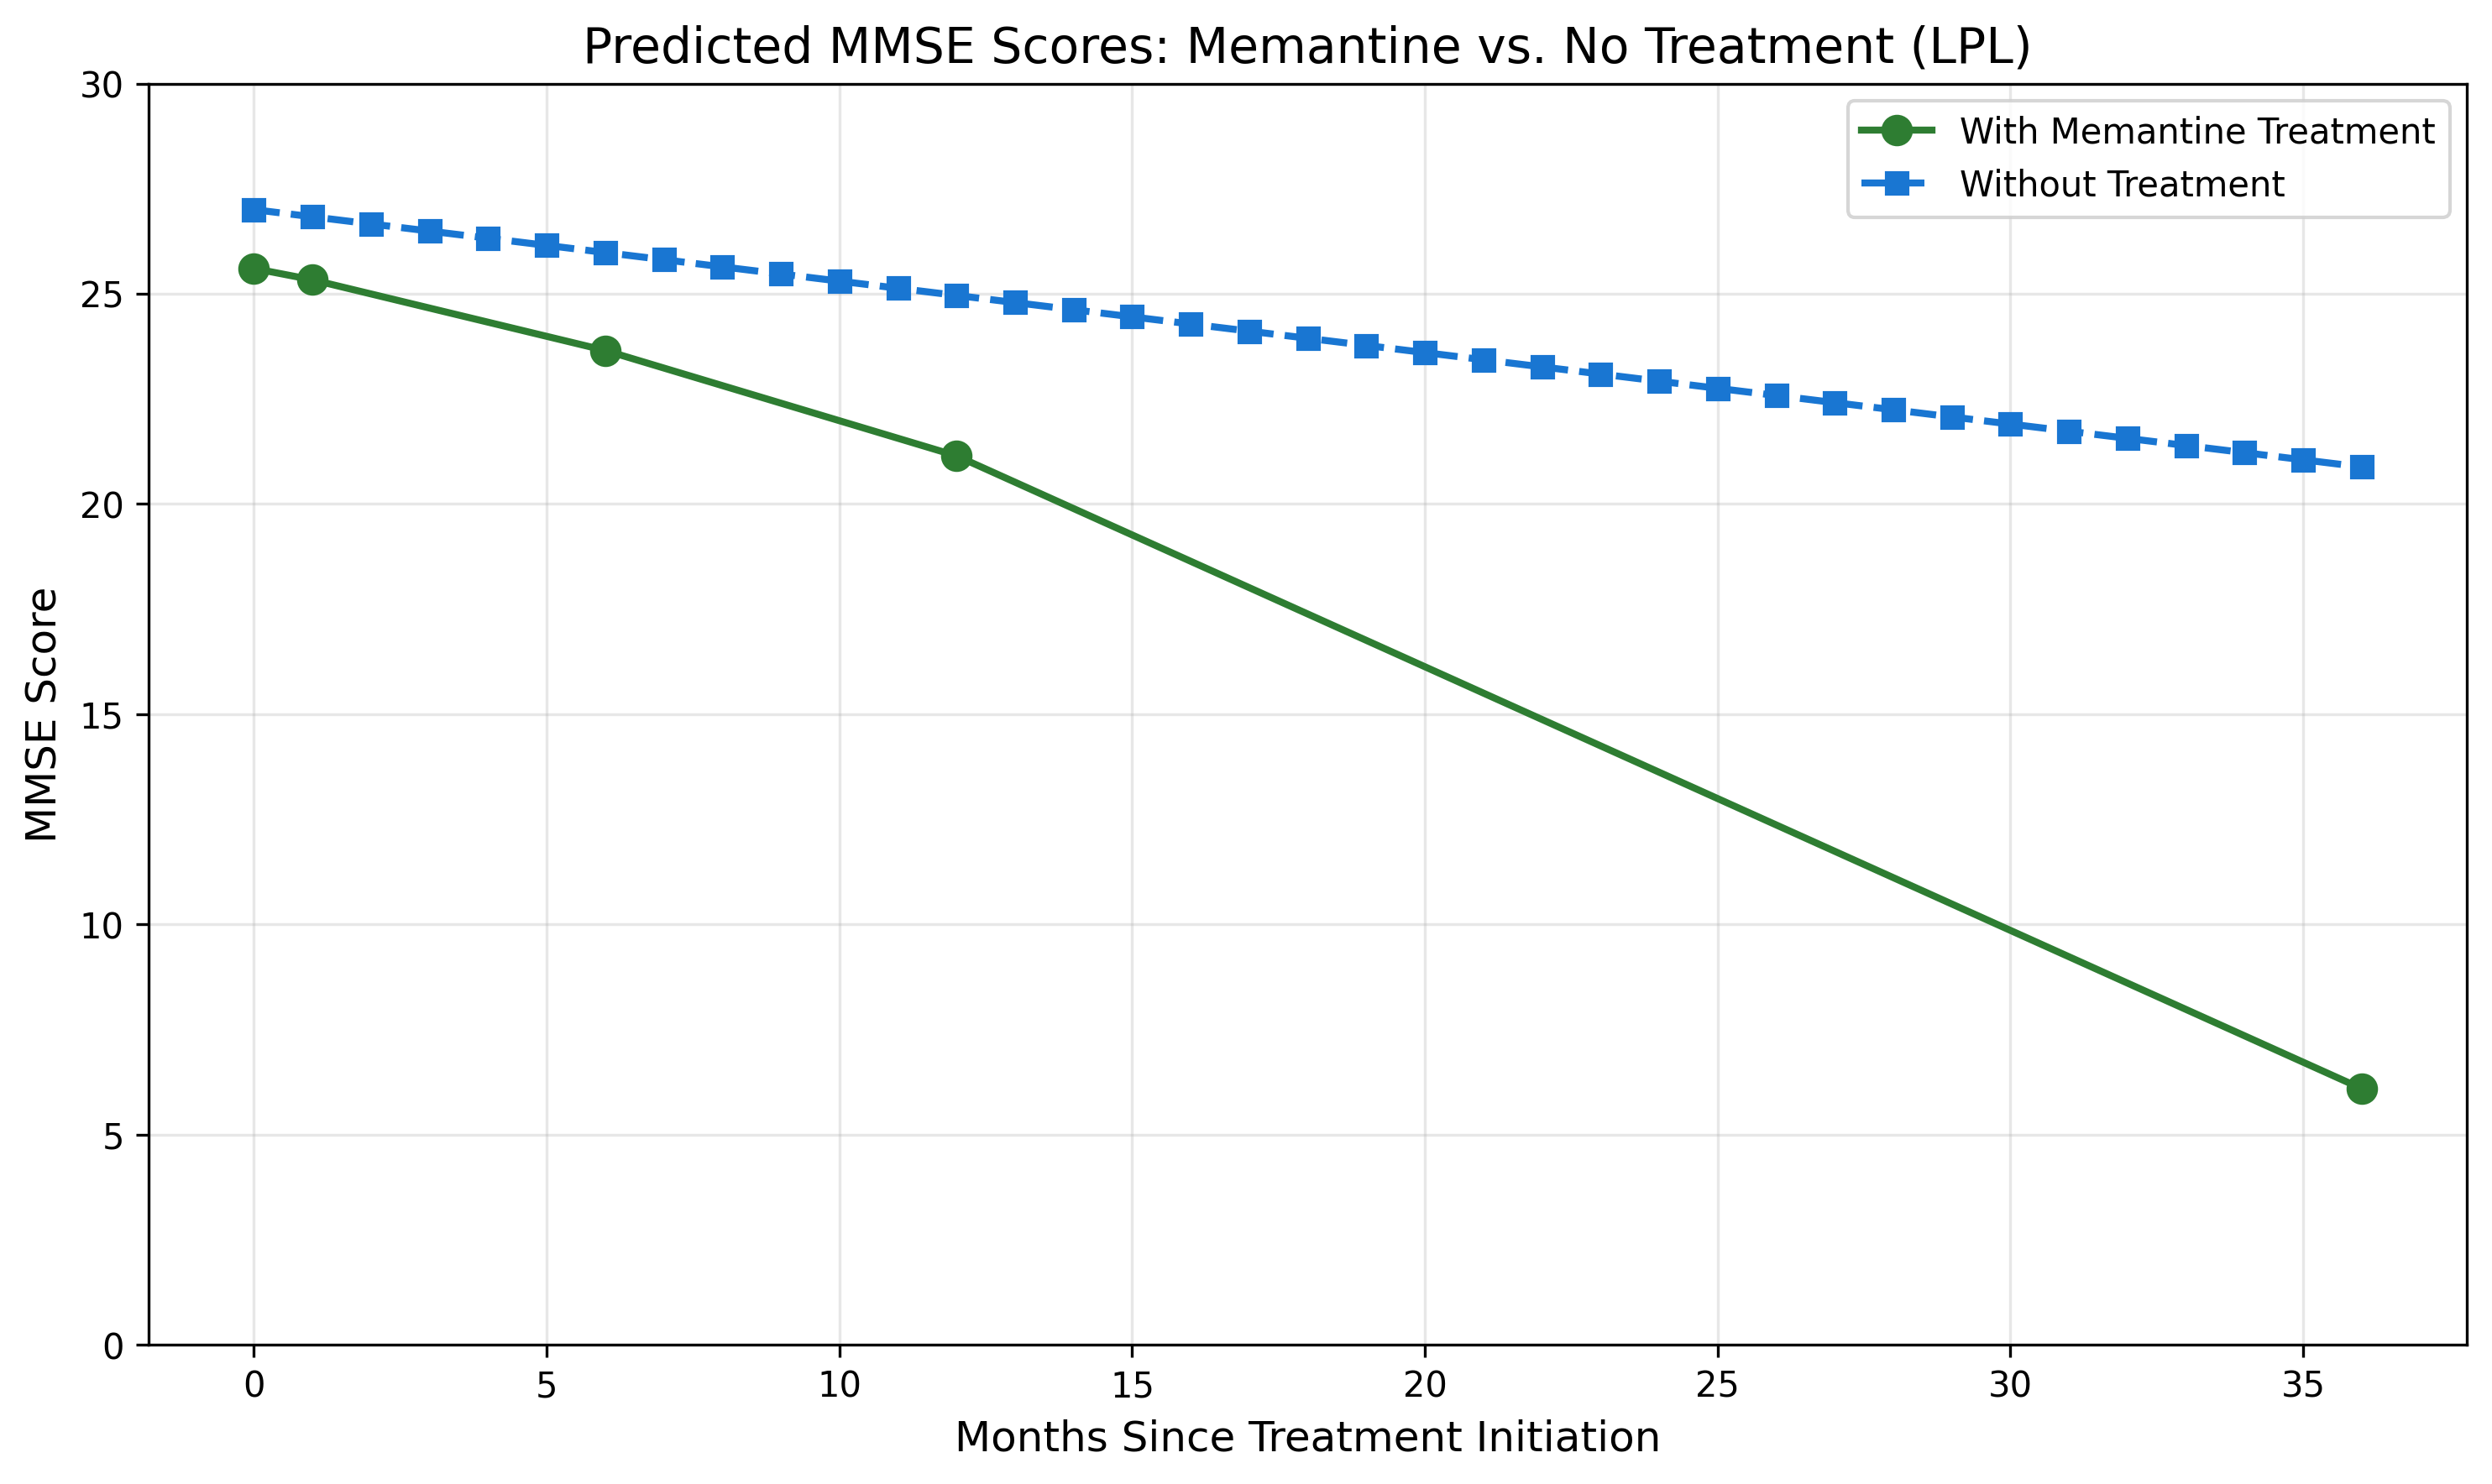 Predicted MMSE Scores: Memantine vs. No Treatment (LPL)
With Memantine Treatment
Without Treatment
MMSE Score
30
25
20
15
10
5
0
0 5 10 15 20 25 30 35
Months Since Treatment Initiation